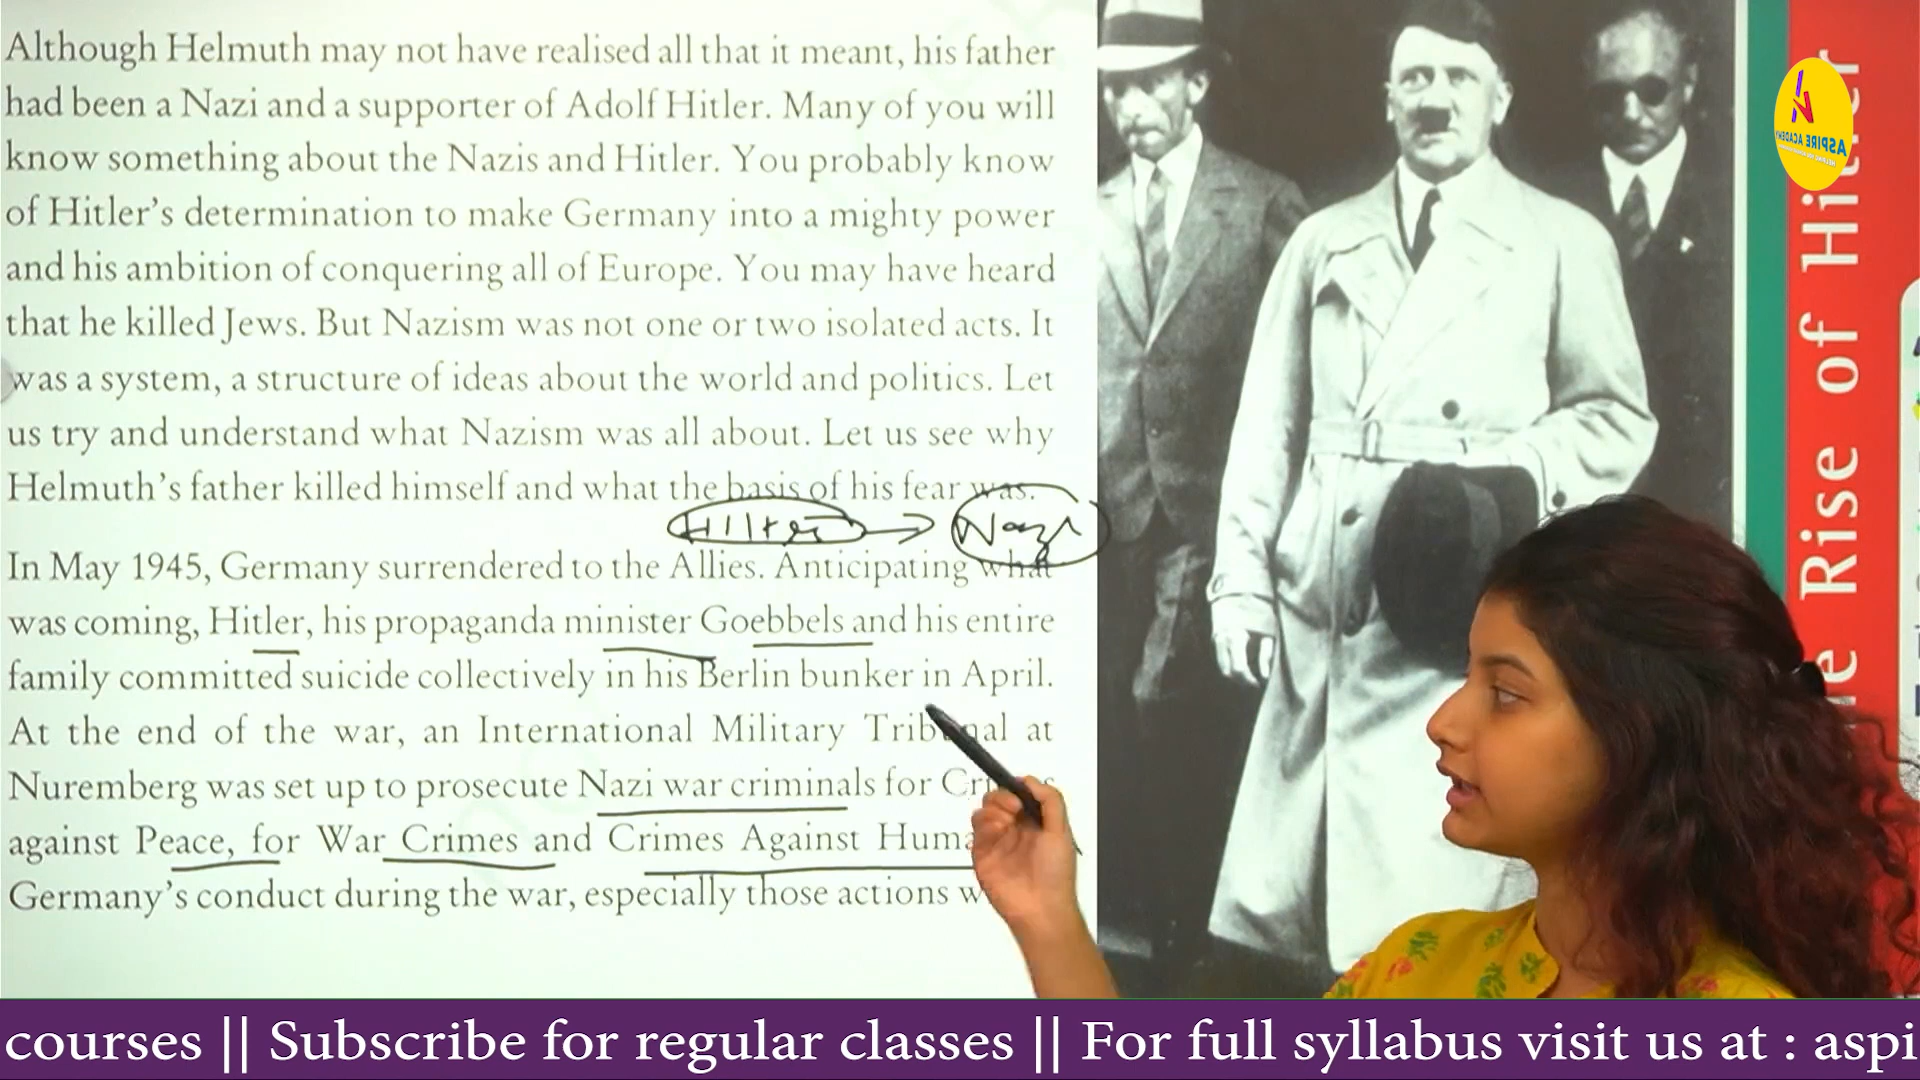 Although Helmuth may not have realised all that it meant, his father
had been a Nazi and a supporter of Adolf Hitler. Many of you will
know something about the Nazis and Hitler. You probably know
of Hitler's determination to make Germany into a mighty power
and his ambition of conquering all of Europe. You may have heard
that he killed Jews. But Nazism was not one or two isolated acts. It
was a system, a structure of ideas about the world and politics. Let
us try and understand what Nazism was all about. Let us see why
Helmuth's father killed himself and what the basis of his fear was.
Hilter → Nazi
In May 1945, Germany surrendered to the Allies. Anticipating what
was coming, Hitler, his propaganda minister Goebbels and his entire
family committed suicide collectively in his Berlin bunker in April.
At the end of the war, an International Military Tribunal at
Nuremberg was set up to prosecute Nazi war criminals for
against Peace, for War Crimes and Crimes Against
Germany's conduct during the war, especially those actions
Rise of Hitler
ASPIRE ACADEMY
courses || Subscribe for regular classes || For full syllabus visit us at : aspi